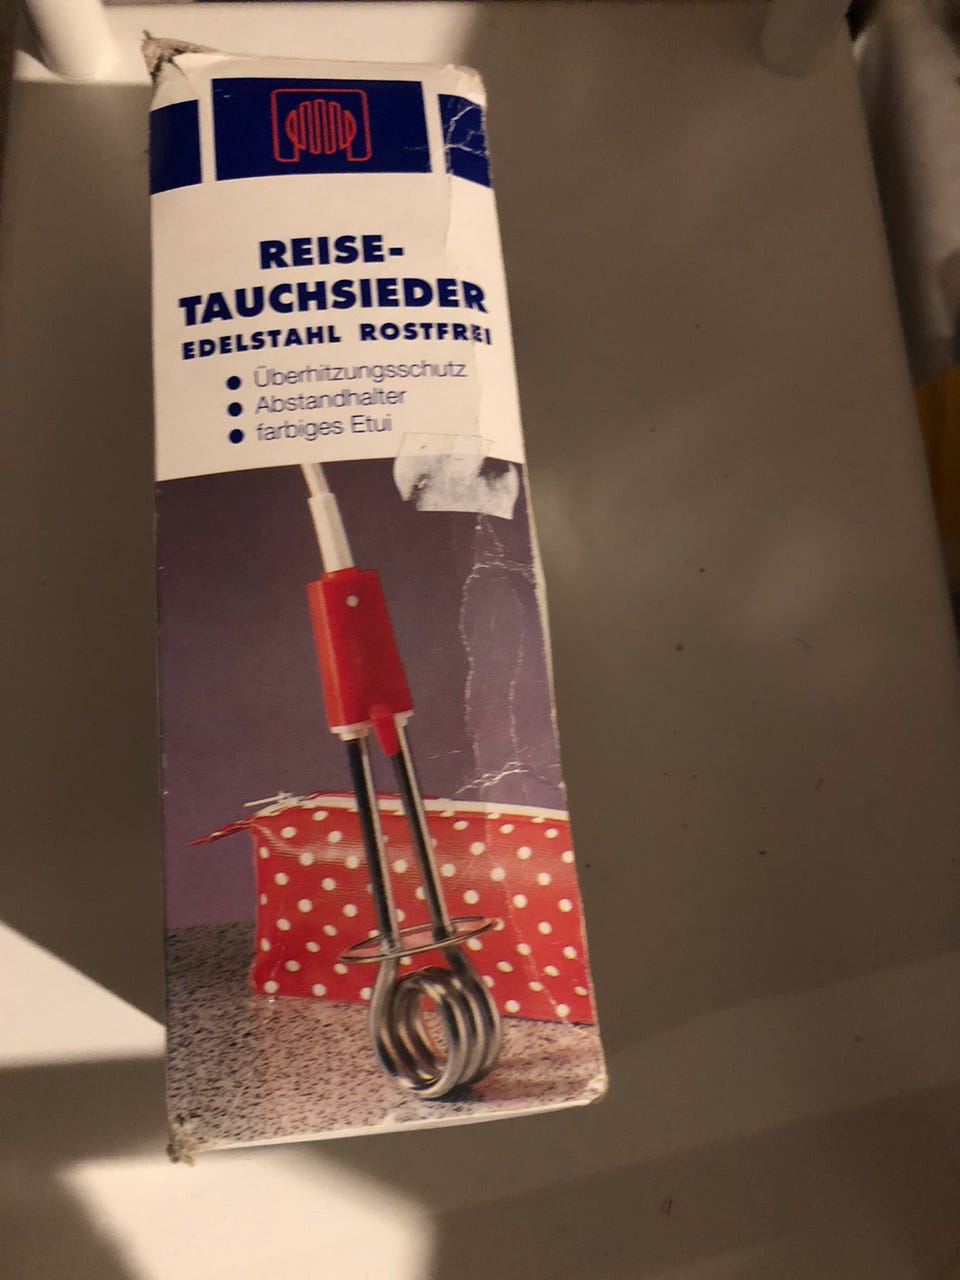 REISE-
TAUCHSIEDER
EDELSTAHL ROSTFREI
● Überhitzungsschutz
● Abstandhalter
● farbiges Etui